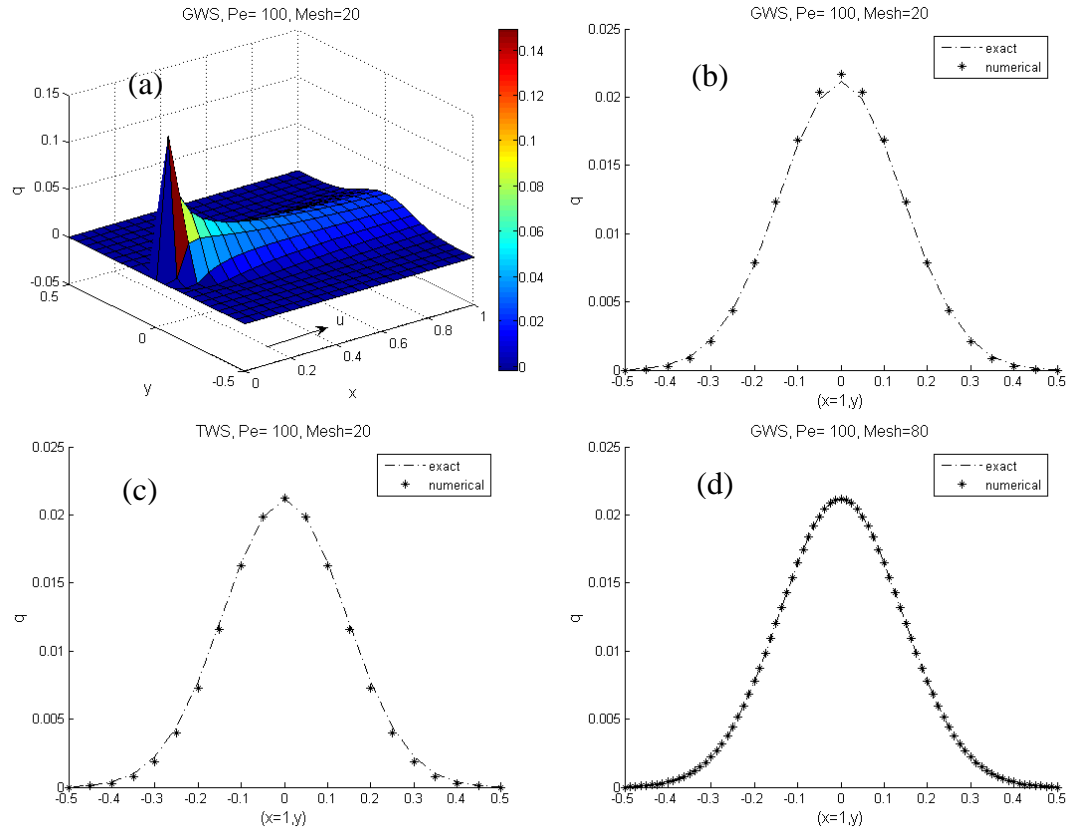 GWS, Pe= 100, Mesh=20
(a)
0.15
0.1
0.05
0
-0.05
q
0.5
0
-0.5
y
0
0.2
0.4
0.6
0.8
1
x
u
0.14
0.12
0.1
0.08
0.06
0.04
0.02
0
GWS, Pe= 100, Mesh=20
(b)
exact
numerical
0.025
0.02
0.015
0.01
0.005
0
q
-0.5 -0.4 -0.3 -0.2 -0.1 0 0.1 0.2 0.3 0.4 0.5
(x=1,y)
TWS, Pe= 100, Mesh=20
(c)
exact
numerical
0.025
0.02
0.015
0.01
0.005
0
q
-0.5 -0.4 -0.3 -0.2 -0.1 0 0.1 0.2 0.3 0.4 0.5
(x=1,y)
GWS, Pe= 100, Mesh=80
(d)
exact
numerical
0.025
0.02
0.015
0.01
0.005
0
q
-0.5 -0.4 -0.3 -0.2 -0.1 0 0.1 0.2 0.3 0.4 0.5
(x=1,y)